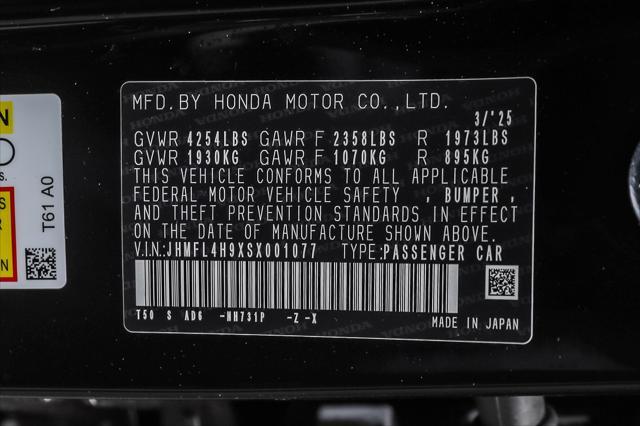 MFD.BY HONDA MOTOR CO.,LTD.
3/'25
GVWR 4254LBS GAWR F 2358LBS R 1973LBS
GVWR 1930KG GAWR F 1070KG R 895KG
THIS VEHICLE CONFORMS TO ALL APPLICABLE
FEDERAL MOTOR VEHICLE SAFETY , BUMPER ,
AND THEFT PREVENTION STANDARDS IN EFFECT
ON THE DATE OF MANUFACTURE SHOWN ABOVE.
V.IN:JHMFL4H9XSX001077 TYPE:PASSENGER CAR
T50 S AD6 -NH731P -Z -X
MADE IN JAPAN
N
s.
S
R
T61 A0